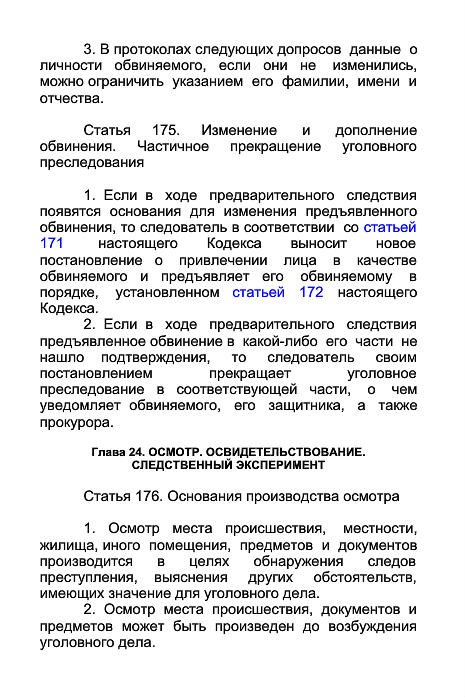 3. В протоколах следующих допросов данные о
личности обвиняемого, если они не изменились,
можно ограничить указанием его фамилии, имени и
отчества.
Статья 175. Изменение и дополнение
обвинения. Частичное прекращение уголовного
преследования
1. Если в ходе предварительного следствия
появятся основания для изменения предъявленного
обвинения, то следователь в соответствии со статьей
171 настоящего Кодекса выносит новое
постановление о привлечении лица в качестве
обвиняемого и предъявляет его обвиняемому в
порядке, установленном статьей 172 настоящего
Кодекса.
2. Если в ходе предварительного следствия
предъявленное обвинение в какой-либо его части не
нашло подтверждения, то следователь своим
постановлением прекращает уголовное
преследование в соответствующей части, о чем
уведомляет обвиняемого, его защитника, а также
прокурора.
Глава 24. ОСМОТР. ОСВИДЕТЕЛЬСТВОВАНИЕ.
СЛЕДСТВЕННЫЙ ЭКСПЕРИМЕНТ
Статья 176. Основания производства осмотра
1. Осмотр места происшествия, местности,
жилища, иного помещения, предметов и документов
производится в целях обнаружения следов
преступления, выяснения других обстоятельств,
имеющих значение для уголовного дела.
2. Осмотр места происшествия, документов и
предметов может быть произведен до возбуждения
уголовного дела.